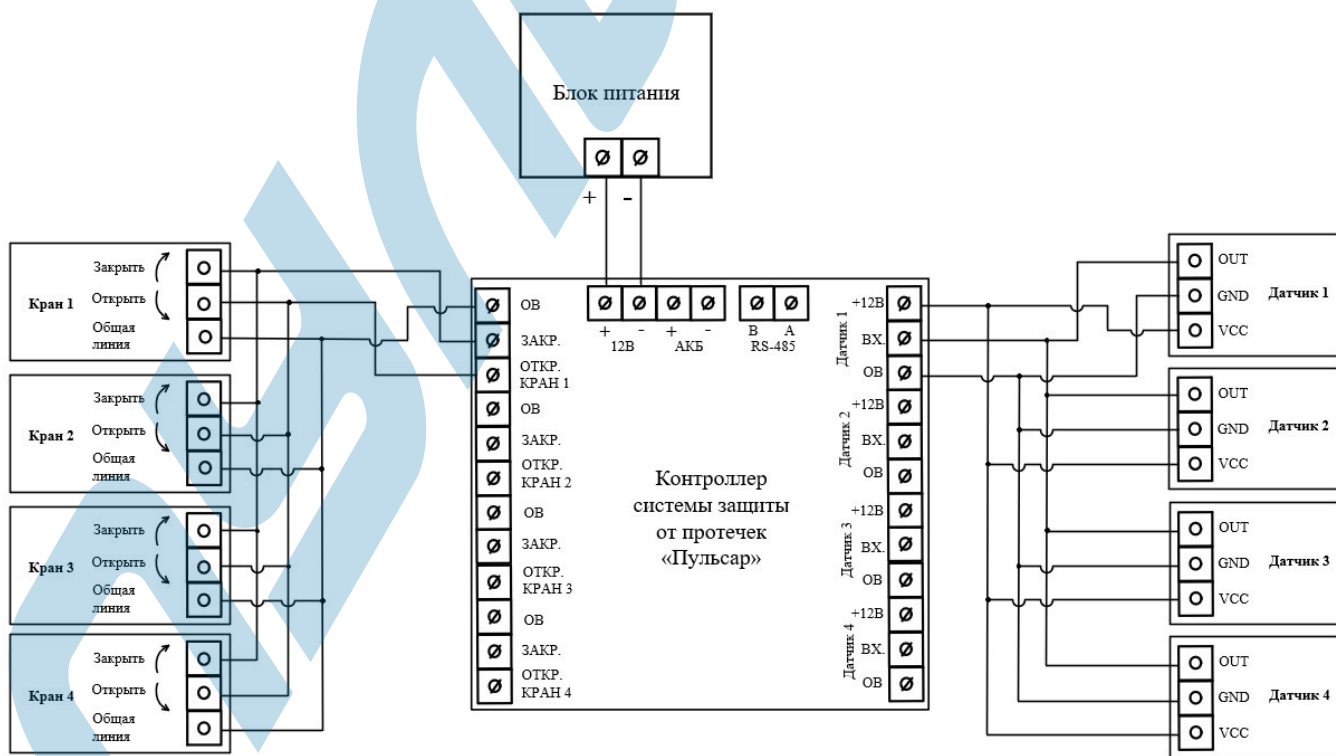 Блок питания
+ -
Закрыть
Кран 1 Открыть
Общая
линия
Закрыть
Кран 2 Открыть
Общая
линия
Закрыть
Кран 3 Открыть
Общая
линия
Закрыть
Кран 4 Открыть
Общая
линия
ОВ
ЗАКР.
ОТКР.
КРАН 1
ОВ
ЗАКР.
ОТКР.
КРАН 2
ОВ
ЗАКР.
ОТКР.
КРАН 3
ОВ
ЗАКР.
ОТКР.
КРАН 4
+ - + - B A
12В АКБ RS-485
Контроллер
системы защиты
от протечек
«Пульсар»
Датчик 1
+12В
ВХ.
ОВ
Датчик 2
+12В
ВХ.
ОВ
Датчик 3
+12В
ВХ.
ОВ
Датчик 4
+12В
ВХ.
ОВ
OUT
GND Датчик 1
VCC
OUT
GND Датчик 2
VCC
OUT
GND Датчик 3
VCC
OUT
GND Датчик 4
VCC